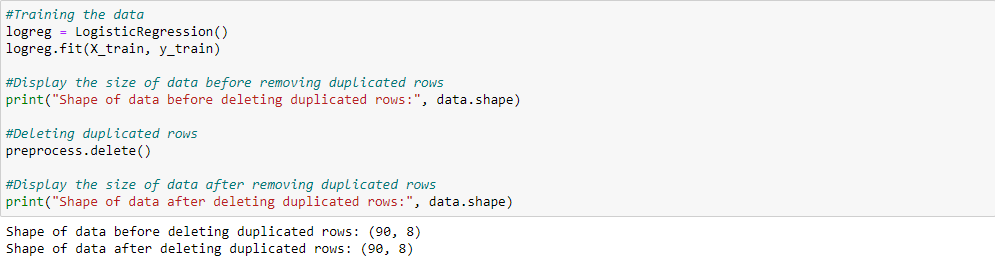 #Training the data
logreg = LogisticRegression()
logreg.fit(X_train, y_train)
#Display the size of data before removing duplicated rows
print("Shape of data before deleting duplicated rows:", data.shape)
#Deleting duplicated rows
preprocess.delete()
#Display the size of data after removing duplicated rows
print("Shape of data after deleting duplicated rows:", data.shape)
Shape of data before deleting duplicated rows: (90, 8)
Shape of data after deleting duplicated rows: (90, 8)